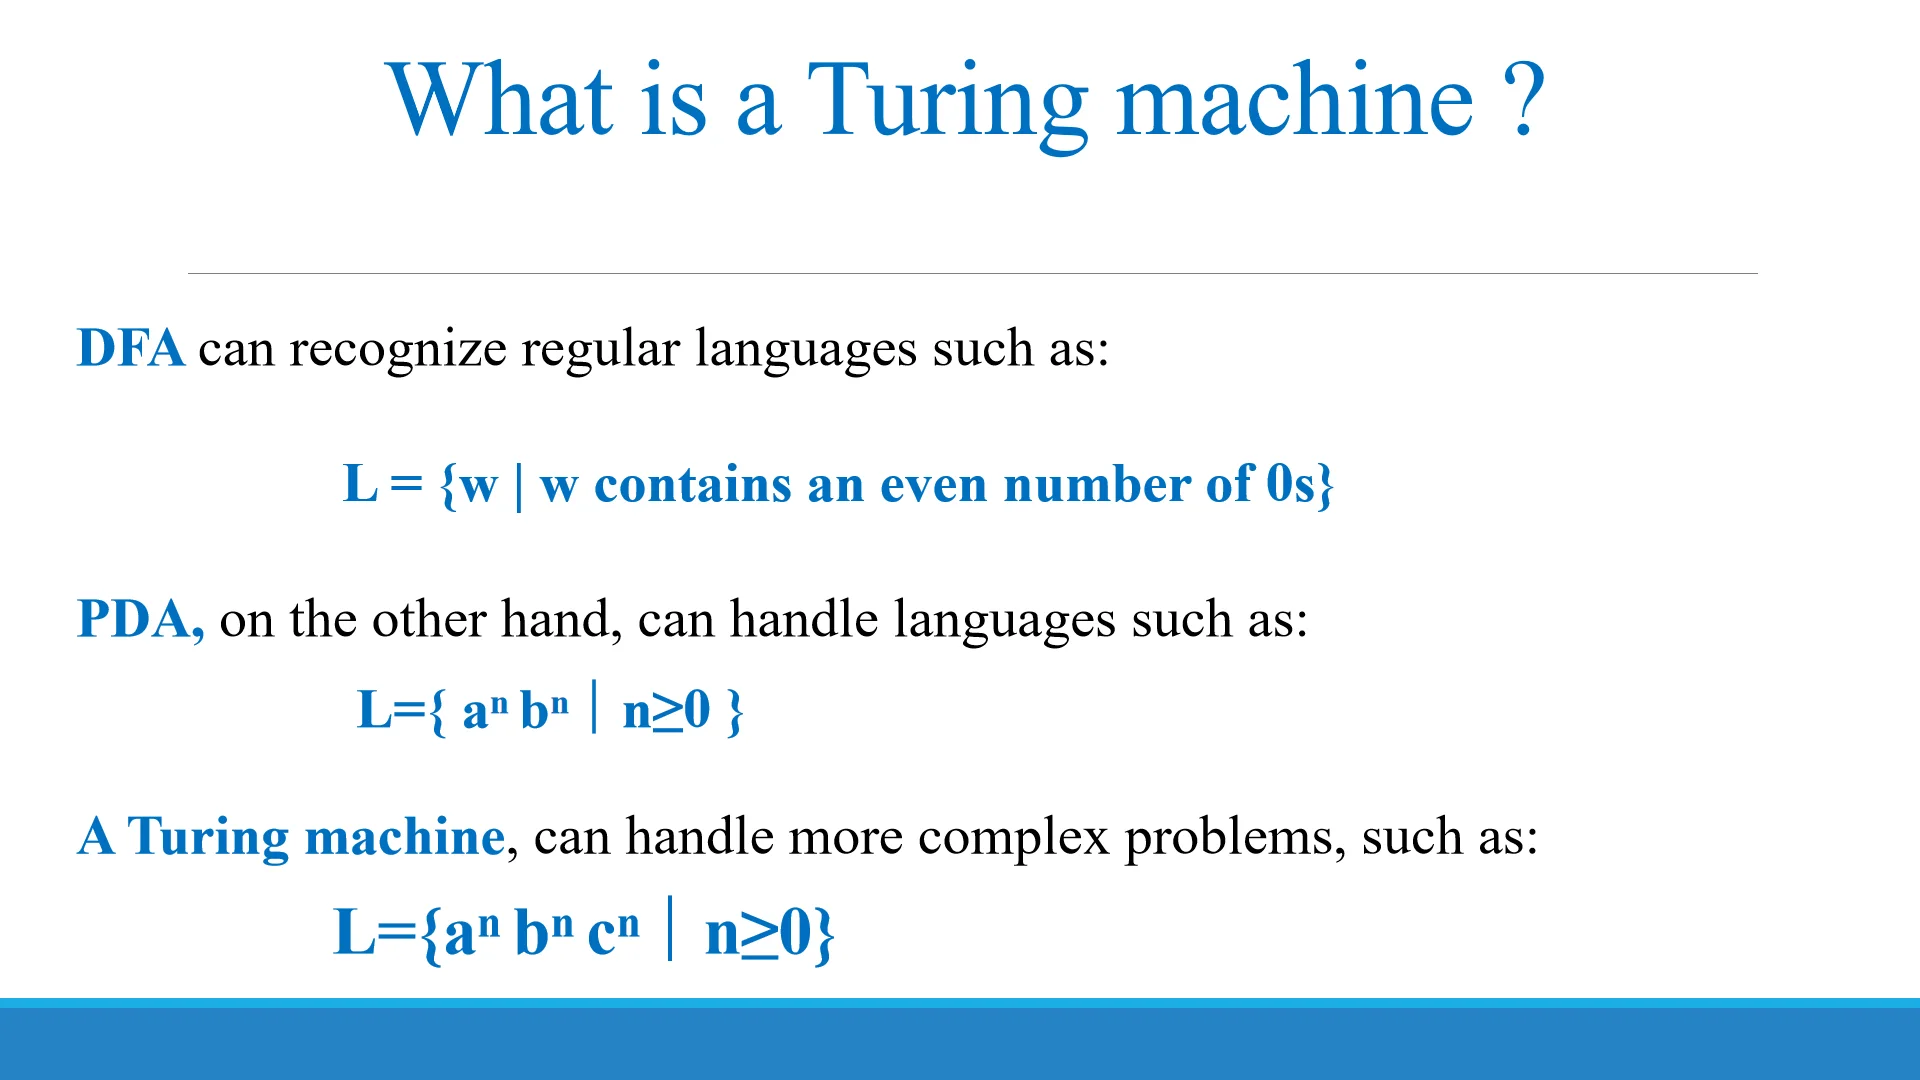 What is a Turing machine ?
DFA can recognize regular languages such as:
L = {w | w contains an even number of 0s}
PDA, on the other hand, can handle languages such as:
L={ aⁿ bⁿ | n≥0 }
A Turing machine, can handle more complex problems, such as:
L={aⁿ bⁿ cⁿ | n≥0}